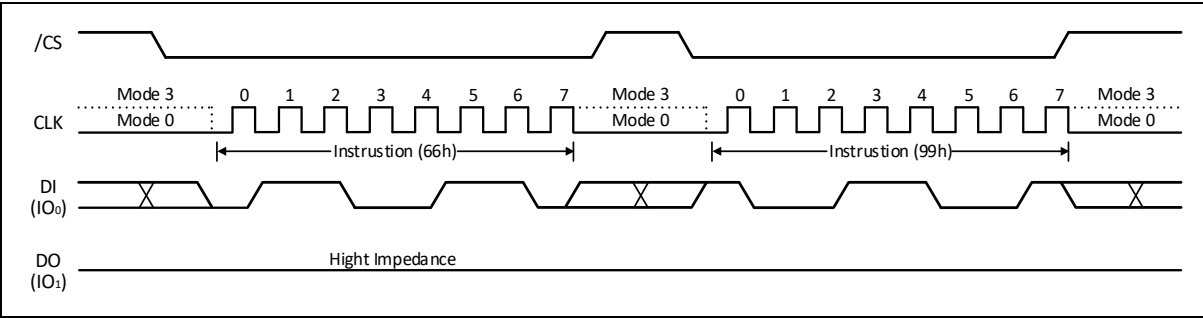 /CS
Mode 3 0 1 2 3 4 5 6 7 Mode 3 0 1 2 3 4 5 6 7 Mode 3
CLK Mode 0 Mode 0 Mode 0
Instrustion (66h) Instrustion (99h)
DI
(IO₀)
DO
(IO₁)
Hight Impedance